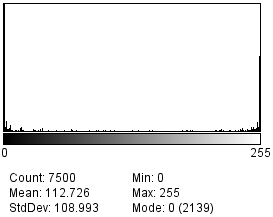 0 255
Count: 7500 Min: 0
Mean: 112.726 Max: 255
StdDev: 108.993 Mode: 0 (2139)